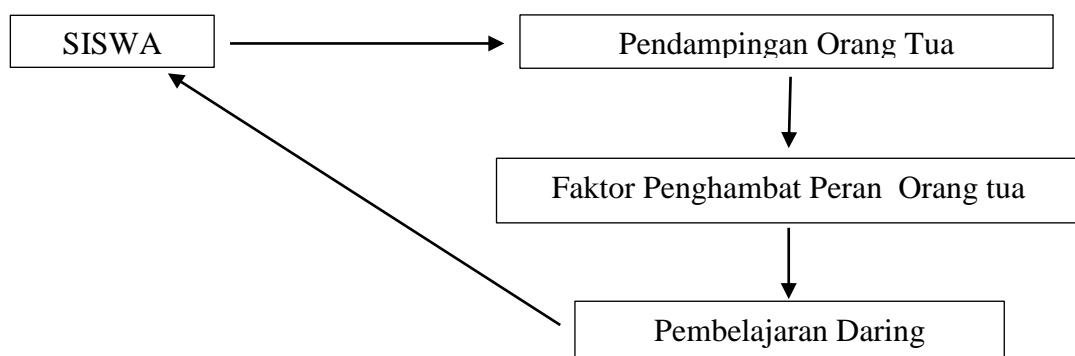 SISWA
Pendampingan Orang Tua
Faktor Penghambat Peran  Orang tua
Pembelajaran Daring